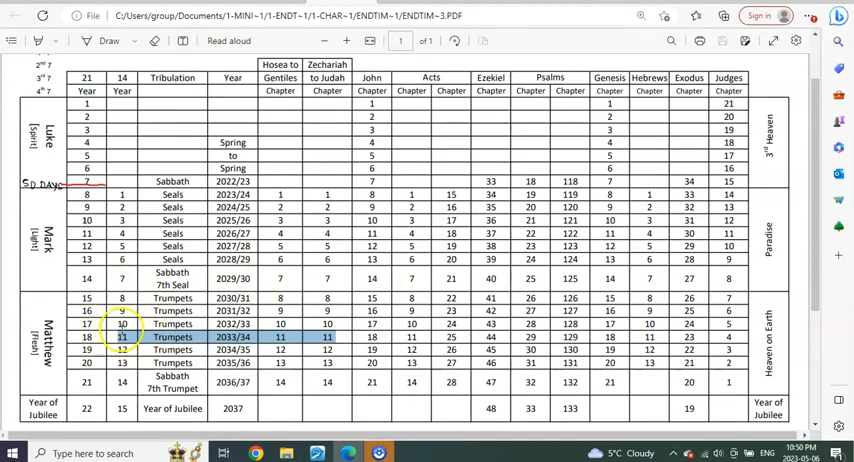 File C:/Users/group/Documents/1-MINI~1/1-ENDT~1/1-CHAR~1/ENDTIM~1/ENDTIM~3.PDF
Sign in
Draw
Read aloud
1 of 1
2nd 7
3rd 7
4th 7
Hosea to Zechariah
21 14 Tribulation Year Gentiles to Judah John Acts Ezekiel Psalms Genesis Hebrews Exodus Judges
Year Year Chapter Chapter Chapter Chapter Chapter Chapter Chapter Chapter Chapter Chapter Chapter Chapter
Luke
[Spirit]
3rd Heaven
1 1 1 21
2 2 2 20
3 3 3 19
4 Spring 4 4 18
5 to 5 5 17
6 Spring 6 6 16
50 DAYS
7 Sabbath 2022/23 7 33 18 118 7 34 15
Mark
[Light]
Paradise
8 1 Seals 2023/24 1 1 8 1 15 34 19 119 8 1 33 14
9 2 Seals 2024/25 2 2 9 2 16 35 20 120 9 2 32 13
10 3 Seals 2025/26 3 3 10 3 17 36 21 121 10 3 31 12
11 4 Seals 2026/27 4 4 11 4 18 37 22 122 11 4 30 11
12 5 Seals 2027/28 5 5 12 5 19 38 23 123 12 5 29 10
13 6 Seals 2028/29 6 6 13 6 20 39 24 124 13 6 28 9
Sabbath
14 7 7th Seal 2029/30 7 7 14 7 21 40 25 125 14 7 27 8
Matthew
[Flesh]
Heaven on Earth
15 8 Trumpets 2030/31 8 8 15 8 22 41 26 126 15 8 26 7
16 9 Trumpets 2031/32 9 9 16 9 23 42 27 127 16 9 25 6
17 10 Trumpets 2032/33 10 10 17 10 24 43 28 128 17 10 24 5
18 11 Trumpets 2033/34 11 11 18 11 25 44 29 129 18 11 23 4
19 12 Trumpets 2034/35 12 12 19 12 26 45 30 130 19 12 22 3
20 13 Trumpets 2035/36 13 13 20 13 27 46 31 131 20 13 21 2
Sabbath
21 14 7th Trumpet 2036/37 14 14 21 14 28 47 32 132 21 20 1
Year of Jubilee 22 15 Year of Jubilee 2037 48 33 133 19 Year of Jubilee
Type here to search
5°C Cloudy
ENG
10:50 PM
2023-05-06